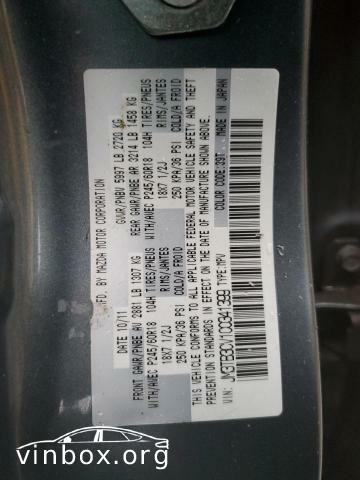 MFD. BY MAZDA MOTOR CORPORATION
DATE: 10/11 GVWR/PNBV 5997 LB 2720 KG
FRONT GAWR/PNBE AV 2881 LB 1307 KG REAR GAWR/PNBE AR 3214 LB 1458 KG
WITH/AVEC P245/60R18 104H TIRES/PNEUS WITH/AVEC P245/60R18 104H TIRES/PNEUS
18X7 1/2J RIMS/JANTES 18X7 1/2J RIMS/JANTES
250 KPA/36 PSI COLD/A FROID 250 KPA/36 PSI COLD/A FROID
THIS VEHICLE CONFORMS TO ALL APPLICABLE FEDERAL MOTOR VEHICLE SAFETY AND THEFT
PREVENTION STANDARDS IN EFFECT ON THE DATE OF MANUFACTURE SHOWN ABOVE.
VIN: JM3TB3CV1C0341399 TYPE:MPV COLOR CODE:39T MADE IN JAPAN
vinbox.org